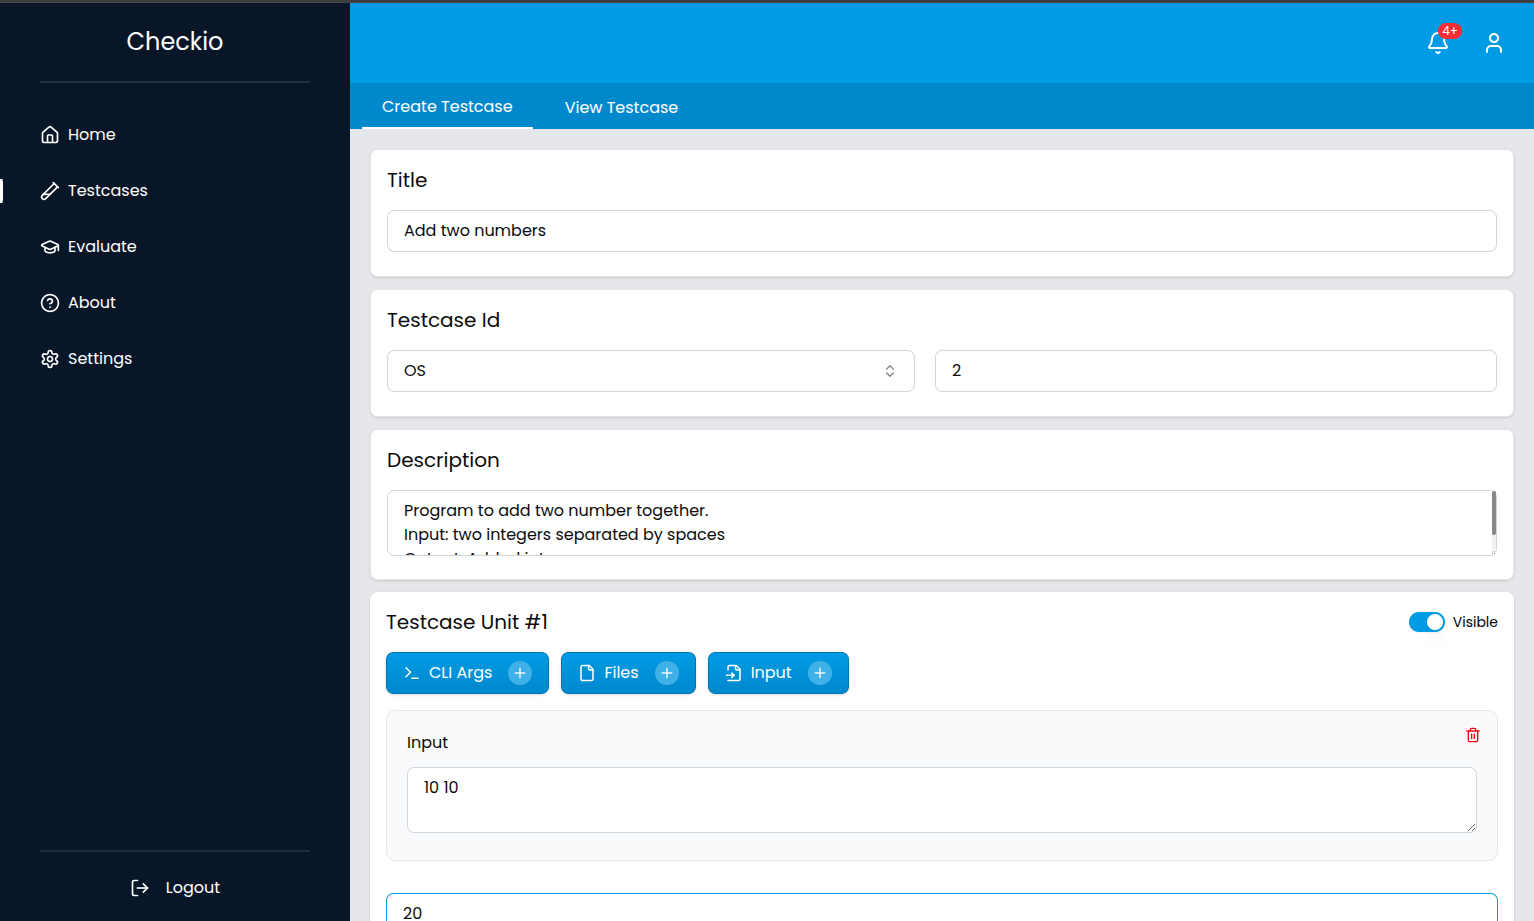 Checkio
Home
Testcases
Evaluate
About
Settings
Logout
4+
Create Testcase
View Testcase
Title
Add two numbers
Testcase Id
OS
2
Description
Program to add two number together.
Input: two integers separated by spaces
Testcase Unit #1
Visible
CLI Args
Files
Input
Input
10 10
20